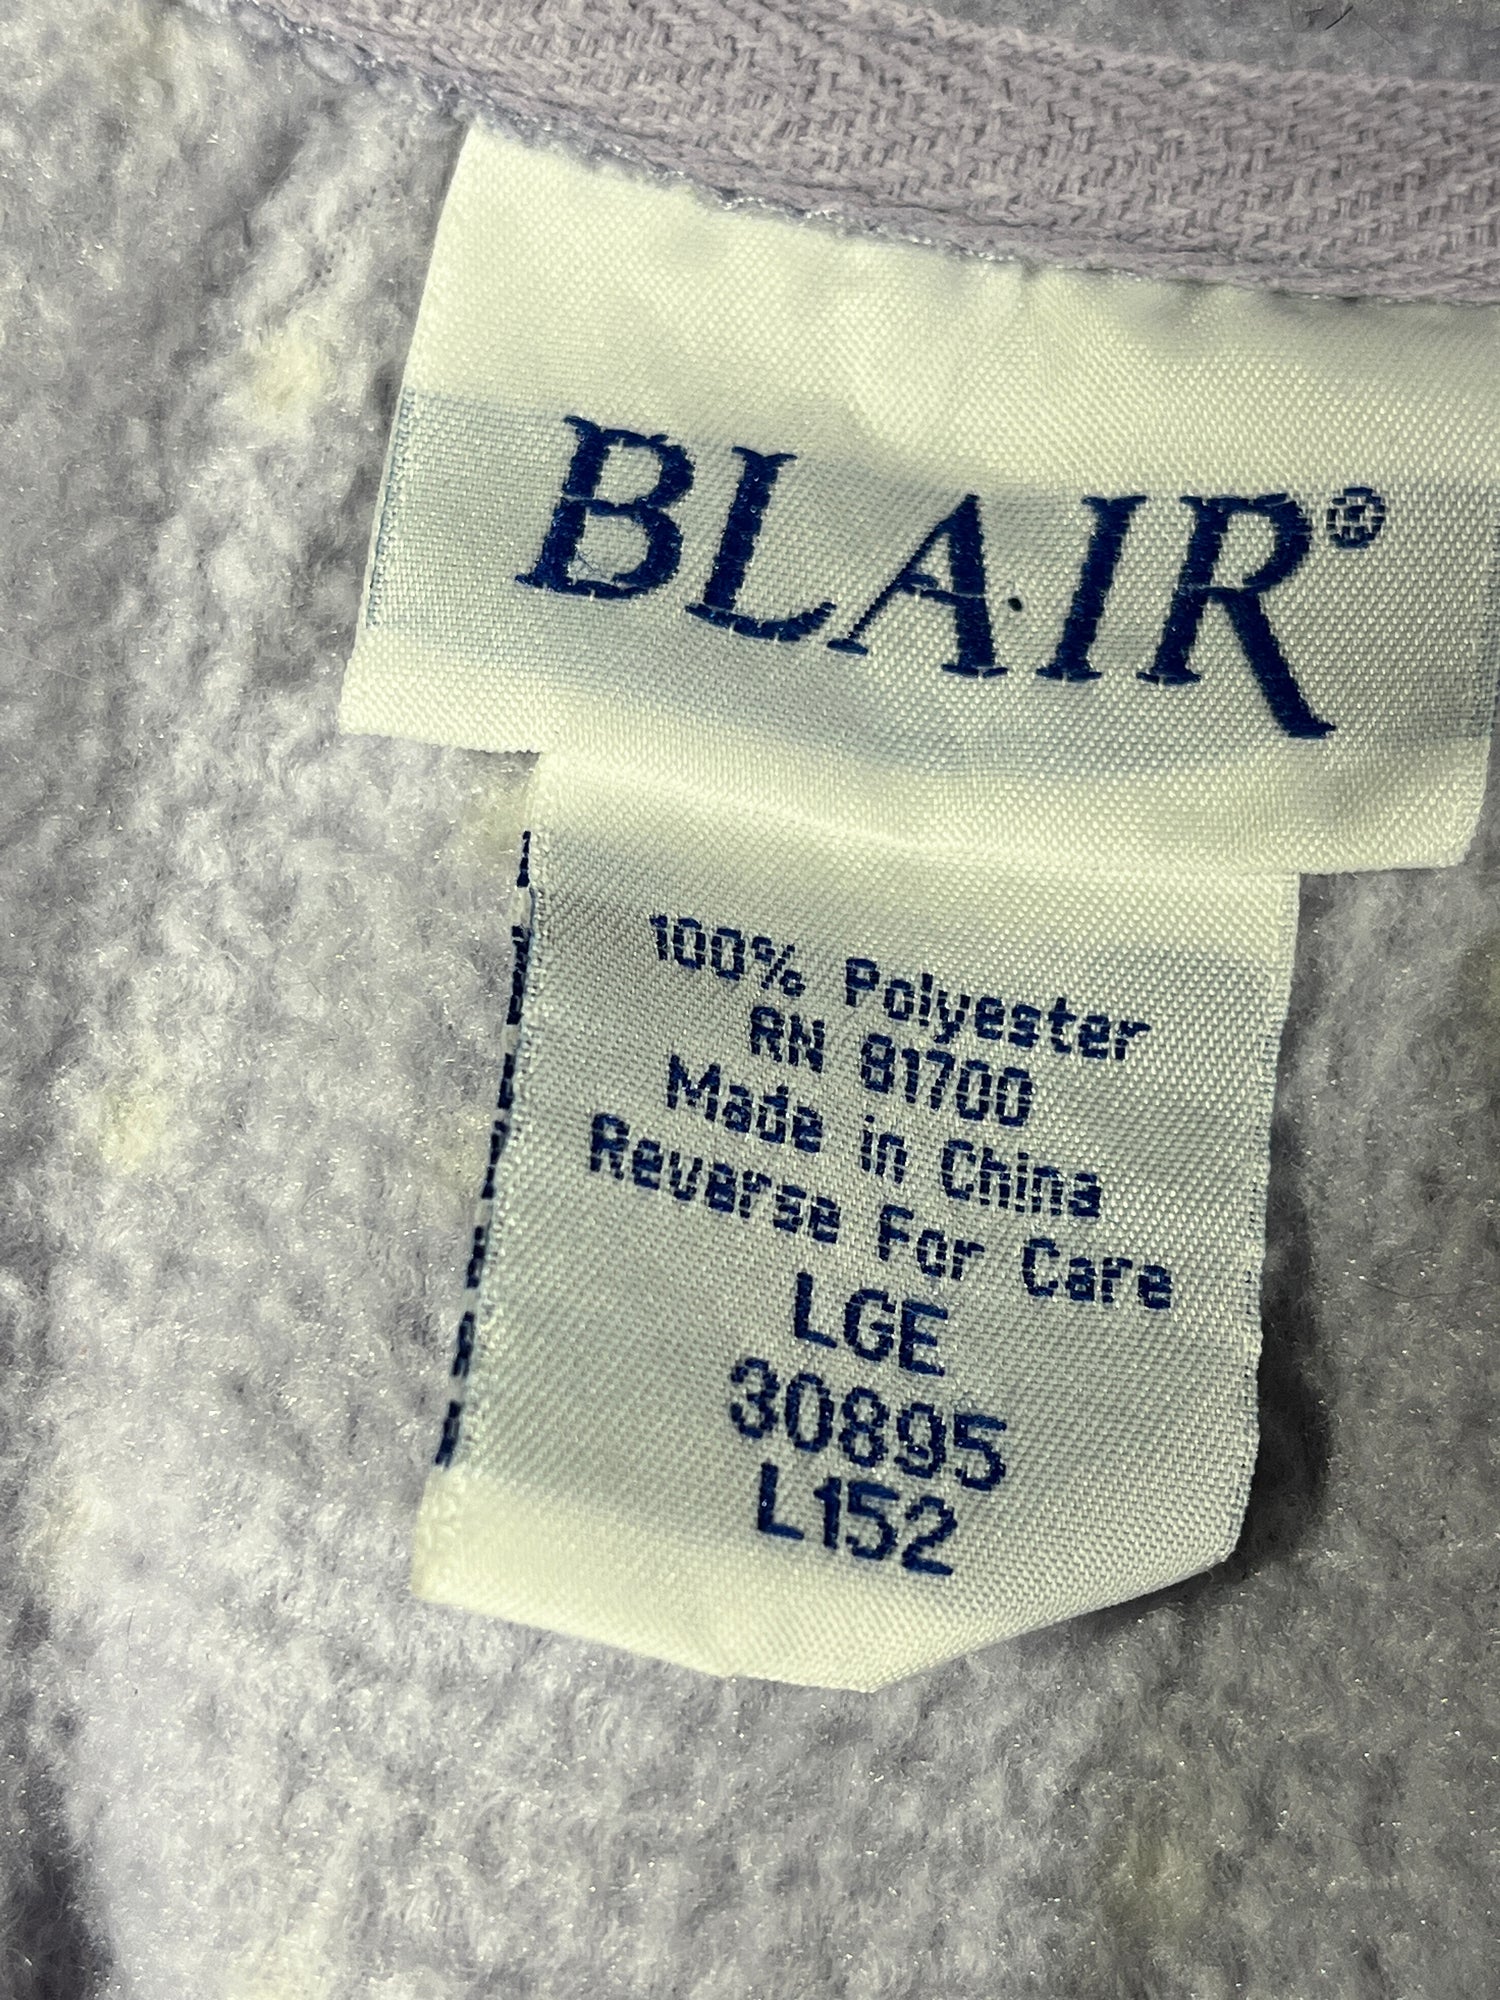 BLAIR®
100% Polyester
RN 81700
Made in China
Reverse For Care
LGE
30895
L152